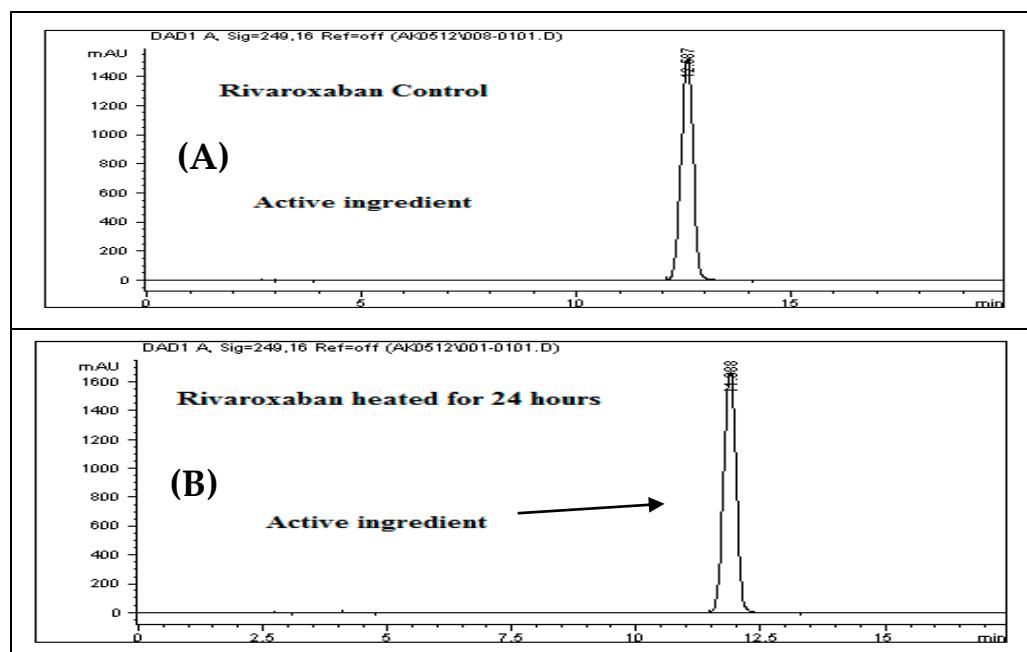 DAD1 A, Sig=249,16 Ref=off (AK0512\008-0101.D)
mAU
12.587
1400
Rivaroxaban Control
1200
1000
(A)
800
600
Active ingredient
400
200
0
0 5 10 15 min
DAD1 A, Sig=249,16 Ref=off (AK0512\001-0101.D)
mAU
1600
Rivaroxaban heated for 24 hours
1400
1200
1000
(B)
800
Active ingredient
600
400
200
0
0 2.5 5 7.5 10 12.5 15 min